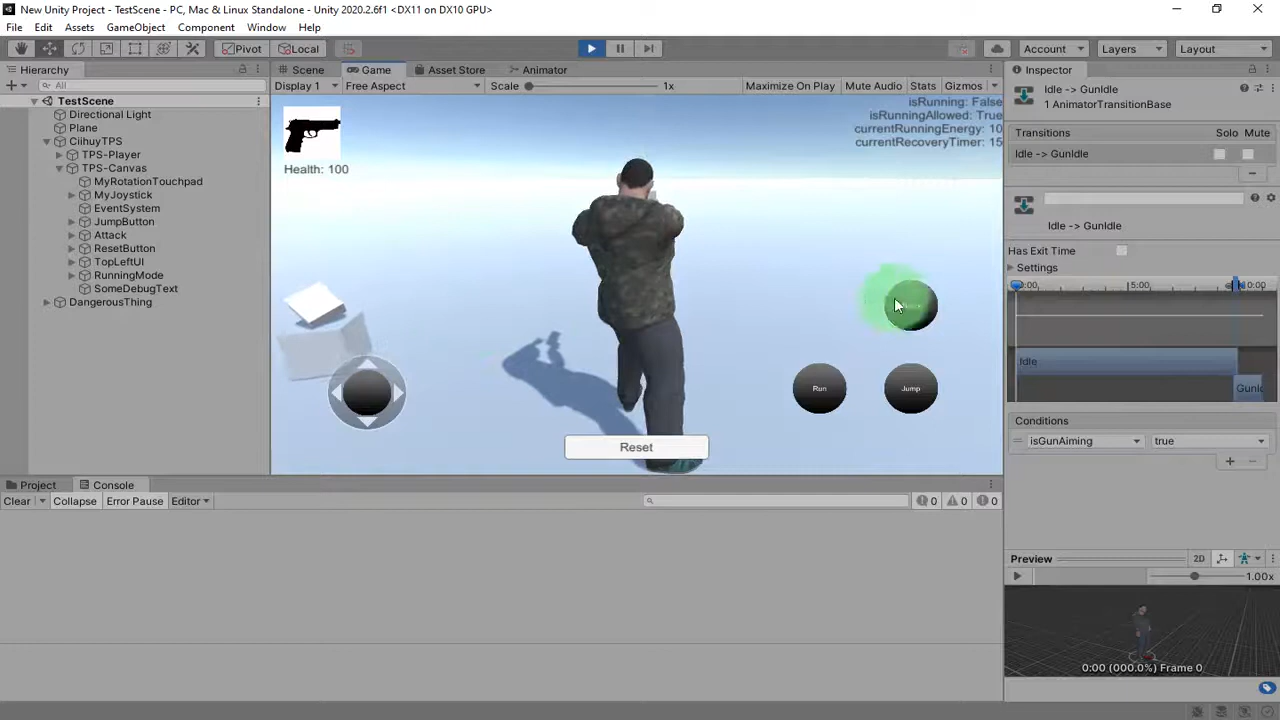 New Unity Project - TestScene - PC, Mac & Linux Standalone - Unity 2020.2.6f1 <DX11 on DX10 GPU>
File Edit Assets GameObject Component Window Help
Pivot Local Account Layers Layout
Hierarchy
All
TestScene
Directional Light
Plane
CiihuyTPS
TPS-Player
TPS-Canvas
MyRotationTouchpad
MyJoystick
EventSystem
JumpButton
Attack
ResetButton
TopLeftUI
RunningMode
SomeDebugText
DangerousThing
Scene Game Asset Store Animator
Display 1 Free Aspect Scale 1x Maximize On Play Mute Audio Stats Gizmos
isRunning: False
isRunningAllowed: True
currentRunningEnergy: 10
currentRecoveryTimer: 15
Health: 100
Run
Jump
Reset
Inspector
Idle -> GunIdle
1 AnimatorTransitionBase
Transitions Solo Mute
Idle -> GunIdle
Idle -> GunIdle
Has Exit Time
Settings
0:00 5:00 0:00
Idle
Conditions
isGunAiming true
Preview 2D
1.00x
0:00 (000.0%) Frame 0
Project Console
Clear Collapse Error Pause Editor 0 0 0